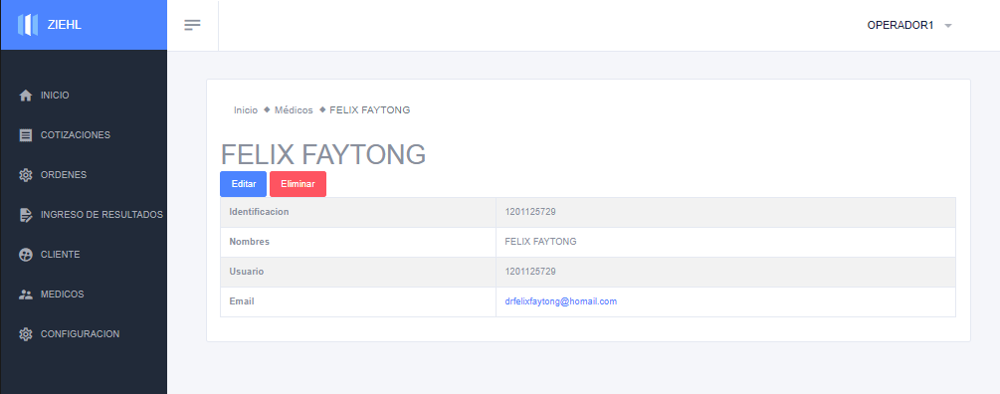 ZIEHL
OPERADOR1
INICIO
COTIZACIONES
ORDENES
INGRESO DE RESULTADOS
CLIENTE
MEDICOS
CONFIGURACION
Inicio ◆ Médicos ◆ FELIX FAYTONG
FELIX FAYTONG
Editar Eliminar
Identificacion 1201125729
Nombres FELIX FAYTONG
Usuario 1201125729
Email drfelixfaytong@homail.com